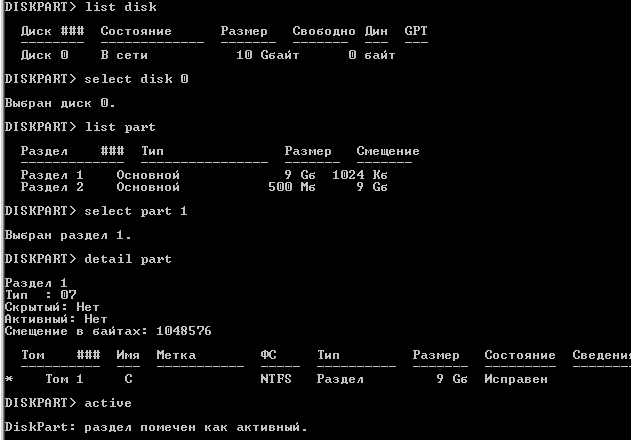 DISKPART> list disk
Диск ### Состояние Размер Свободно Дин GPT
Диск 0 В сети 10 Gбайт 0 байт
DISKPART> select disk 0
Выбран диск 0.
DISKPART> list part
Раздел ### Тип Размер Смещение
Раздел 1 Основной 9 Gб 1024 Кб
Раздел 2 Основной 500 Mб 9 Gб
DISKPART> select part 1
Выбран раздел 1.
DISKPART> detail part
Раздел 1
Тип : 07
Скрытый: Нет
Активный: Нет
Смещение в байтах: 1048576
Том ### Имя Метка ФС Тип Размер Состояние Сведения
* Том 1 C NTFS Раздел 9 Gб Исправен
DISKPART> active
DiskPart: раздел помечен как активный.